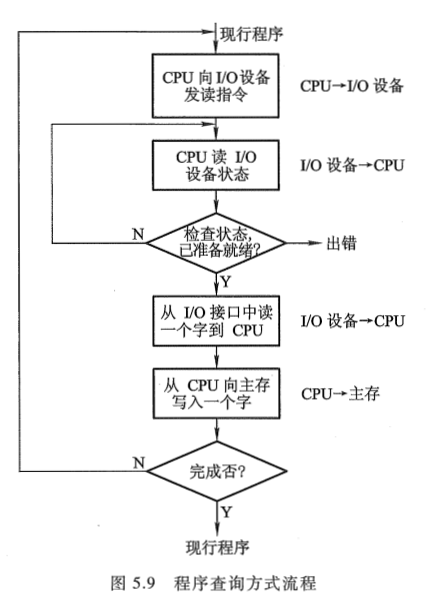 现行程序
CPU 向 I/O 设备
发读指令
CPU→I/O 设备
CPU 读 I/O
设备状态
I/O 设备→CPU
N
检查状态,
已准备就绪?
出错
Y
从 I/O 接口中读
一个字到 CPU
I/O 设备→CPU
从 CPU 向主存
写入一个字
CPU→主存
N
完成否?
Y
现行程序
图 5.9 程序查询方式流程